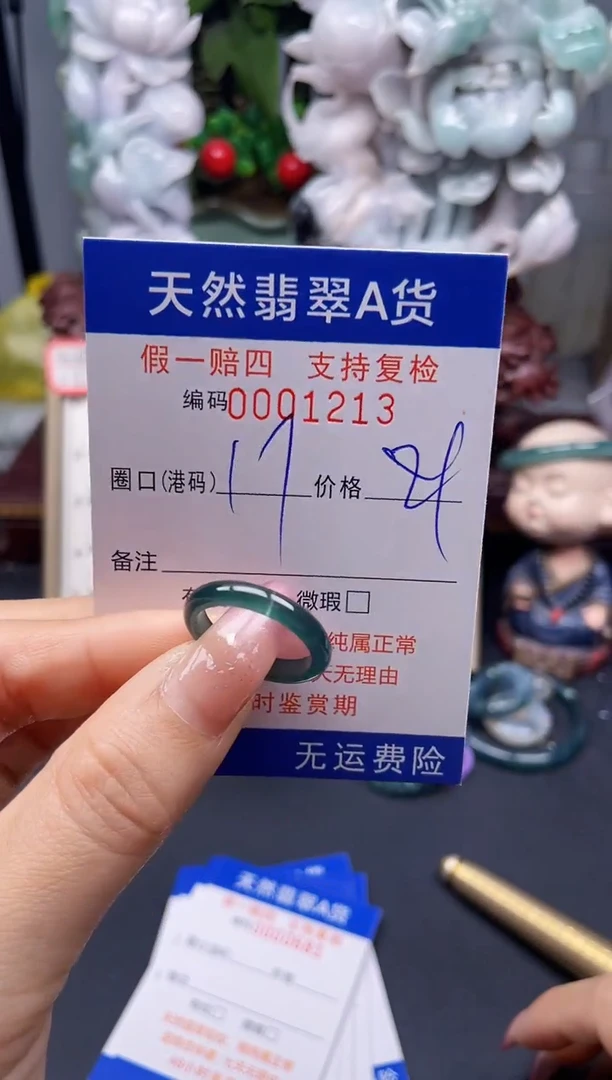 天然翡翠A货
假一赔四 支持复检
编码0001213
圈口(港码) 17 价格
备注
微瑕□
纯属正常
天无理由
时鉴赏期
无运费险
天然翡翠A货